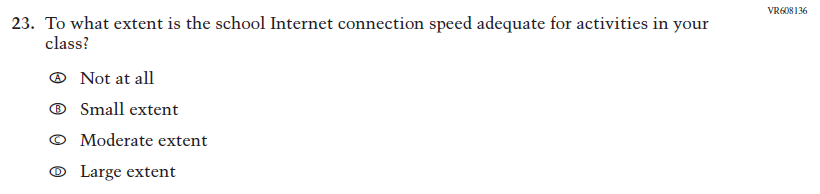 VR608136
23. To what extent is the school Internet connection speed adequate for activities in your
class?
A Not at all
B Small extent
C Moderate extent
D Large extent